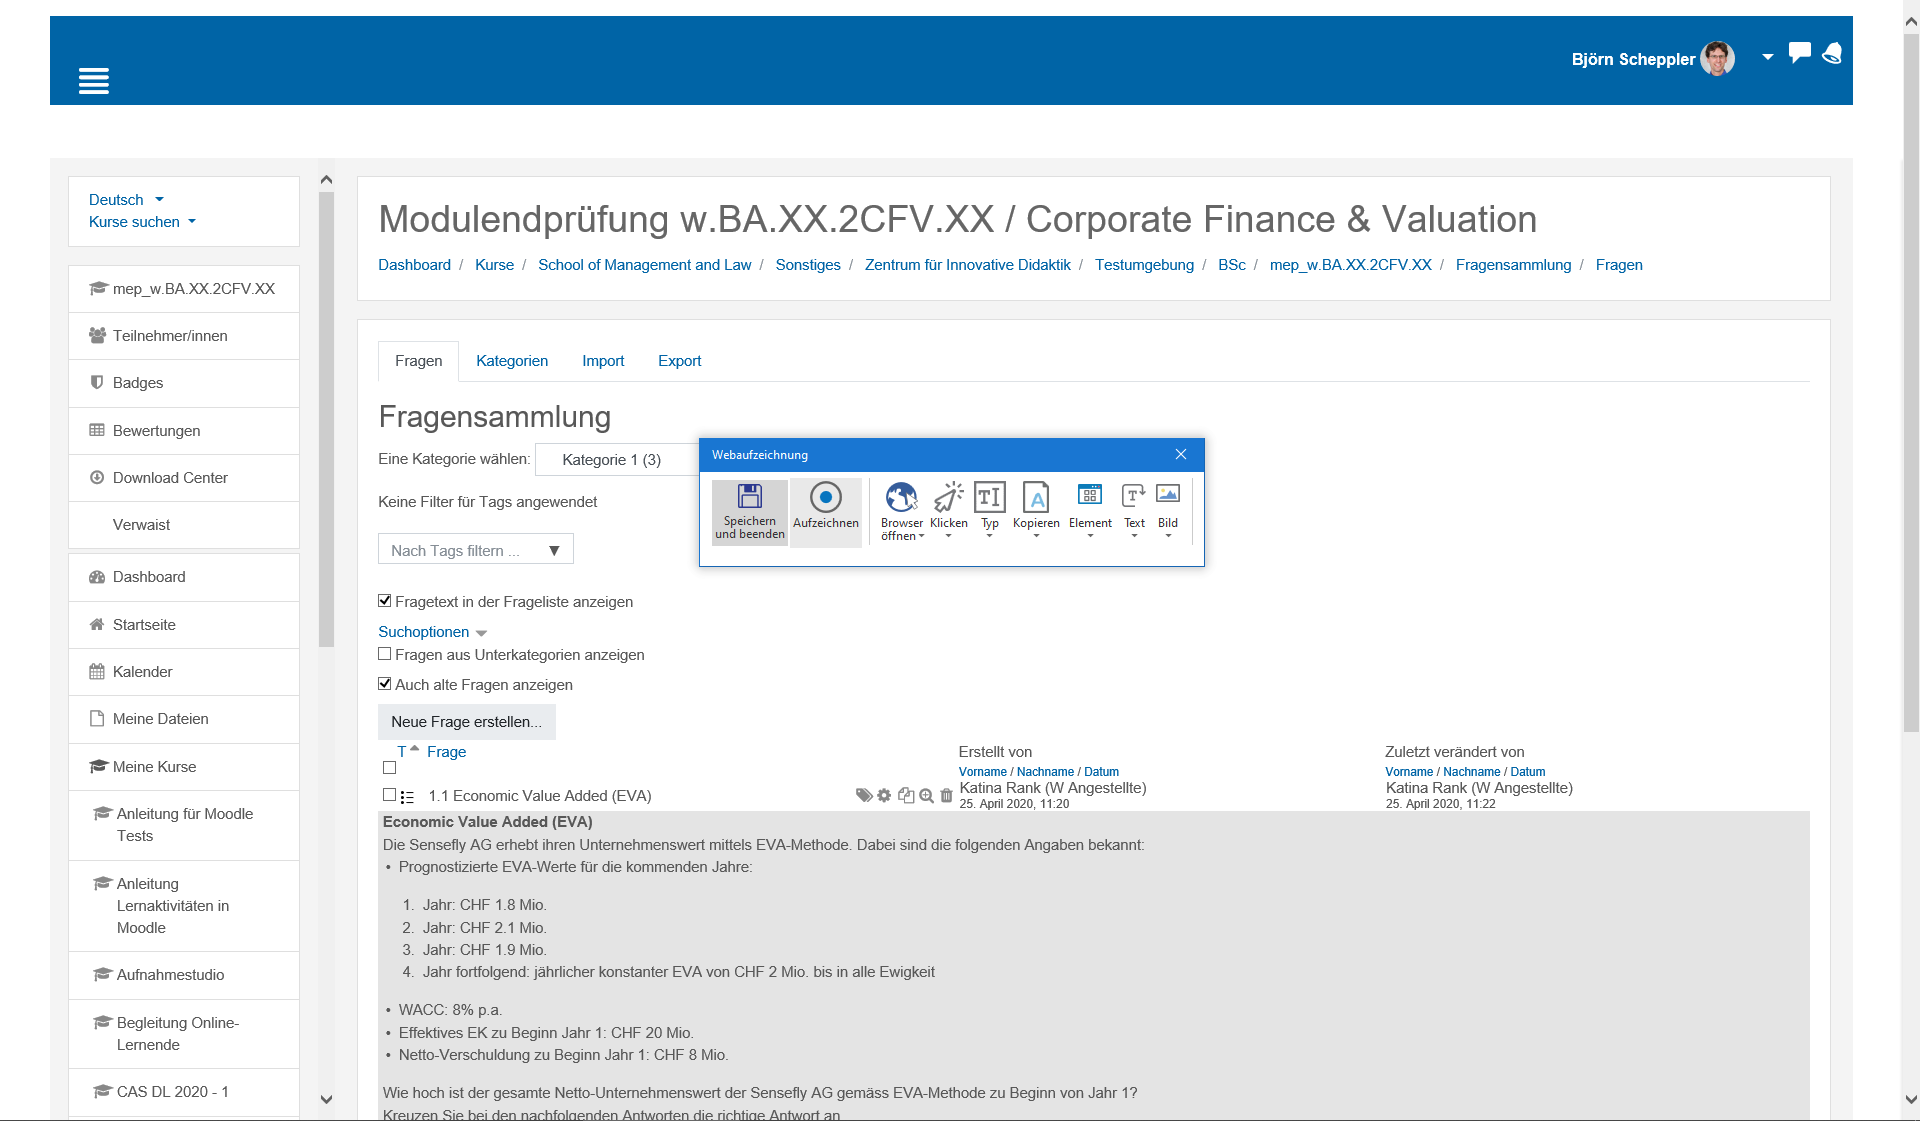 Björn Scheppler
Deutsch
Kurse suchen
mep_w.BA.XX.2CFV.XX
Teilnehmer/innen
Badges
Bewertungen
Download Center
Verwaist
Dashboard
Startseite
Kalender
Meine Dateien
Meine Kurse
Anleitung für Moodle
Tests
Anleitung
Lernaktivitäten in
Moodle
Aufnahmestudio
Begleitung Online-
Lernende
CAS DL 2020 - 1
Modulendprüfung w.BA.XX.2CFV.XX / Corporate Finance & Valuation
Dashboard / Kurse / School of Management and Law / Sonstiges / Zentrum für Innovative Didaktik / Testumgebung / BSc / mep_w.BA.XX.2CFV.XX / Fragensammlung / Fragen
Fragen Kategorien Import Export
Fragensammlung
Eine Kategorie wählen: Kategorie 1 (3)
Keine Filter für Tags angewendet
Nach Tags filtern ... ▼
Webaufzeichnung
Speichern
und beenden
Aufzeichnen
Browser
öffnen
Klicken
Typ
Kopieren
Element
Text
Bild
Fragetext in der Frageliste anzeigen
Suchoptionen
Fragen aus Unterkategorien anzeigen
Auch alte Fragen anzeigen
Neue Frage erstellen...
T Frage Erstellt von Zuletzt verändert von
Vorname / Nachname / Datum Vorname / Nachname / Datum
1.1 Economic Value Added (EVA) Katina Rank (W Angestellte) Katina Rank (W Angestellte)
25. April 2020, 11:20 25. April 2020, 11:22
Economic Value Added (EVA)
Die Sensefly AG erhebt ihren Unternehmenswert mittels EVA-Methode. Dabei sind die folgenden Angaben bekannt:
• Prognostizierte EVA-Werte für die kommenden Jahre:
1. Jahr: CHF 1.8 Mio.
2. Jahr: CHF 2.1 Mio.
3. Jahr: CHF 1.9 Mio.
4. Jahr fortfolgend: jährlicher konstanter EVA von CHF 2 Mio. bis in alle Ewigkeit
• WACC: 8% p.a.
• Effektives EK zu Beginn Jahr 1: CHF 20 Mio.
• Netto-Verschuldung zu Beginn Jahr 1: CHF 8 Mio.
Wie hoch ist der gesamte Netto-Unternehmenswert der Sensefly AG gemäss EVA-Methode zu Beginn von Jahr 1?
Kreuzen Sie bei den nachfolgenden Antworten die richtige Antwort an